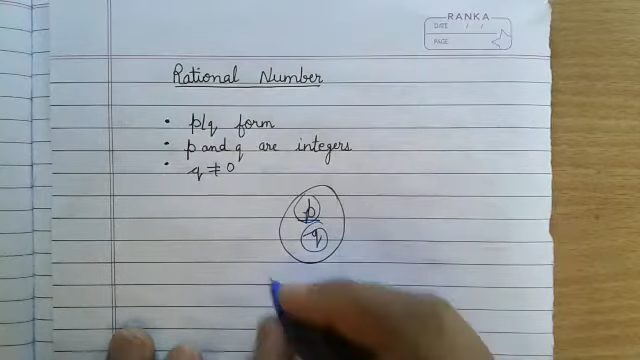 RANKA
DATE / /
PAGE
Rational Number
• p/q form
• p and q are integers
• q ≠ 0
p
q